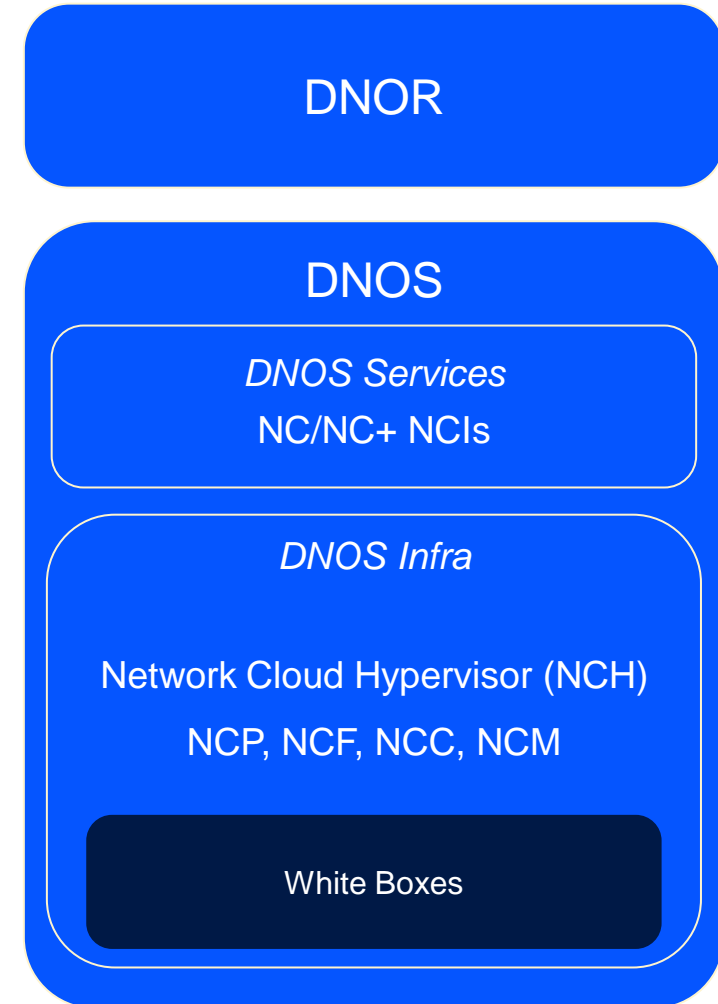 DNOR
DNOS
DNOS Services
NC/NC+ NCIs
DNOS Infra
Network Cloud Hypervisor (NCH)
NCP, NCF, NCC, NCM
White Boxes